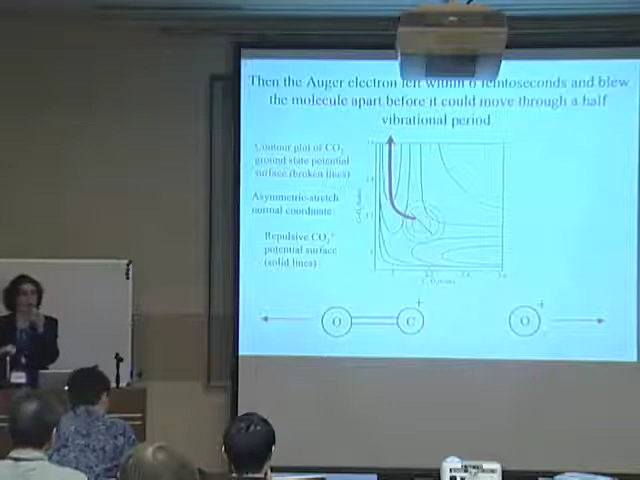 Then the Auger electron left within 6 femtoseconds and blew
the molecule apart before it could move through a half
vibrational period
Contour plot of CO2
ground state potential
surface (broken lines)
Asymmetric-stretch
normal coordinate
Repulsive CO2
potential surface
(solid lines)
O
C
+
O
+